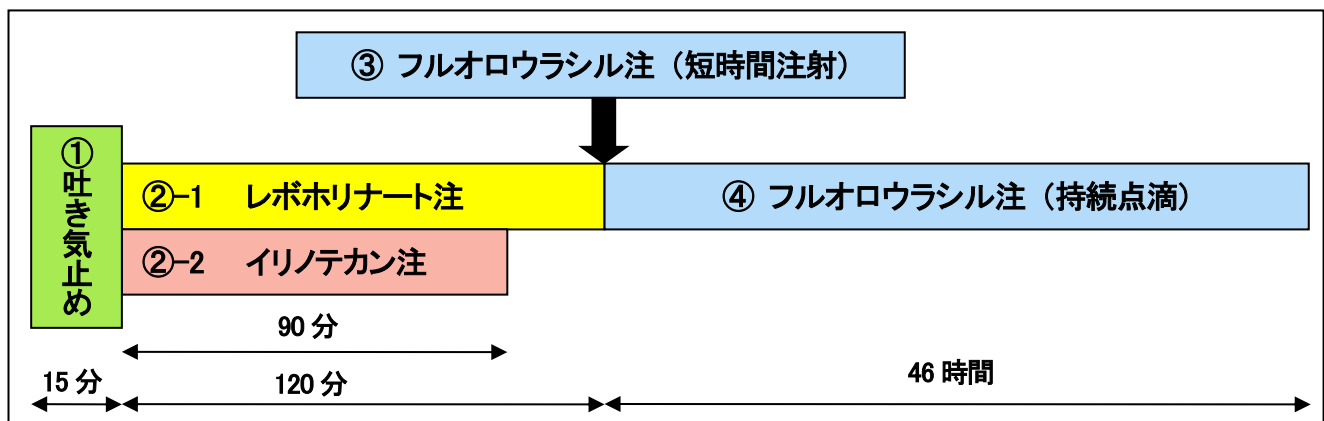 ③ フルオロウラシル注（短時間注射）
①吐き気止め
②-1 レボホリナート注
④ フルオロウラシル注（持続点滴）
②-2 イリノテカン注
90 分
15 分
120 分
46 時間